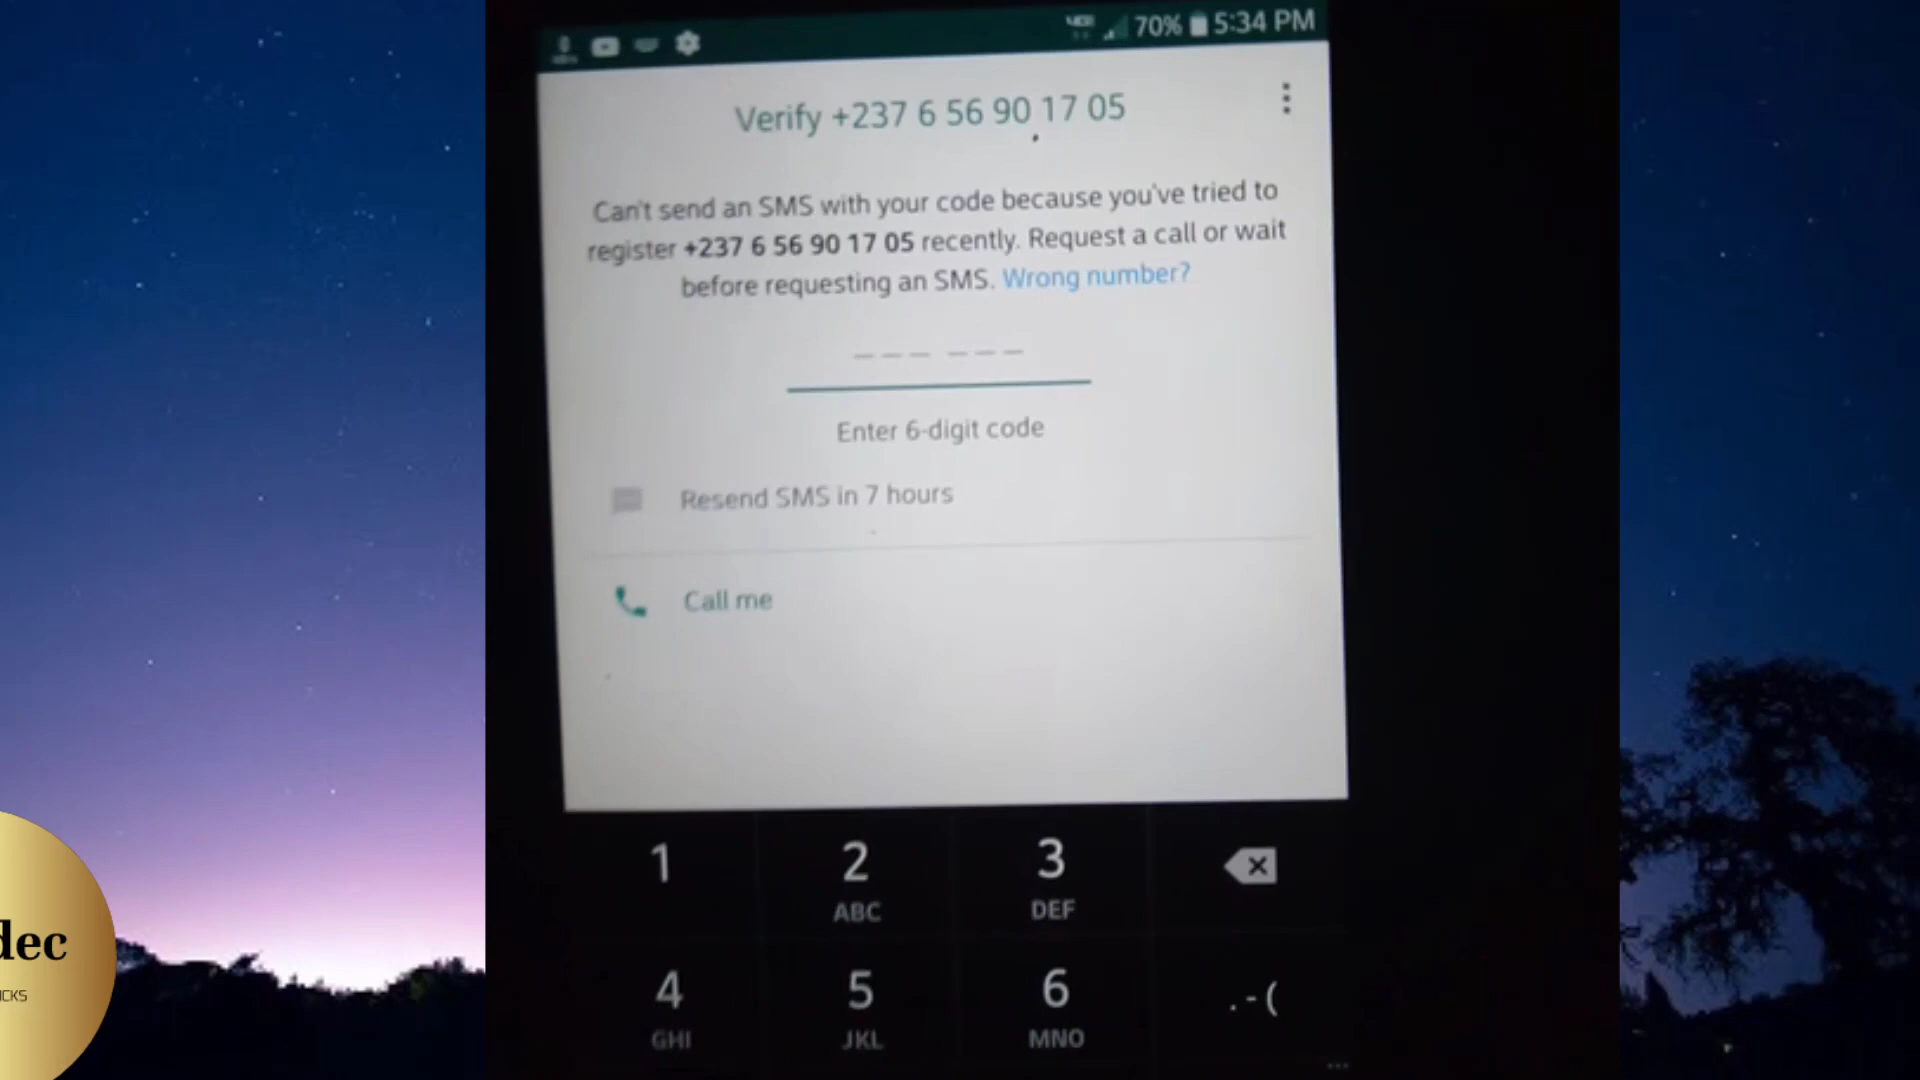 70% 5:34 PM
Verify +237 6 56 90 17 05
Can't send an SMS with your code because you've tried to
register +237 6 56 90 17 05 recently. Request a call or wait
before requesting an SMS. Wrong number?
Enter 6-digit code
Resend SMS in 7 hours
Call me
1
2
3
ABC
DEF
4
5
6
.-(
GHI
JKL
MNO
dec
ICKS